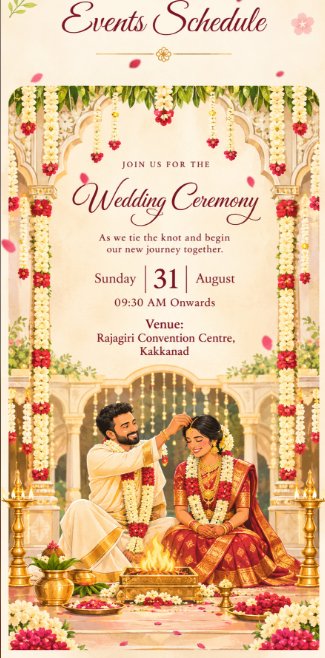 Events Schedule
JOIN US FOR THE
Wedding Ceremony
As we tie the knot and begin
our new journey together.
Sunday | 31 | August
09:30 AM Onwards
Venue:
Rajagiri Convention Centre,
Kakkanad